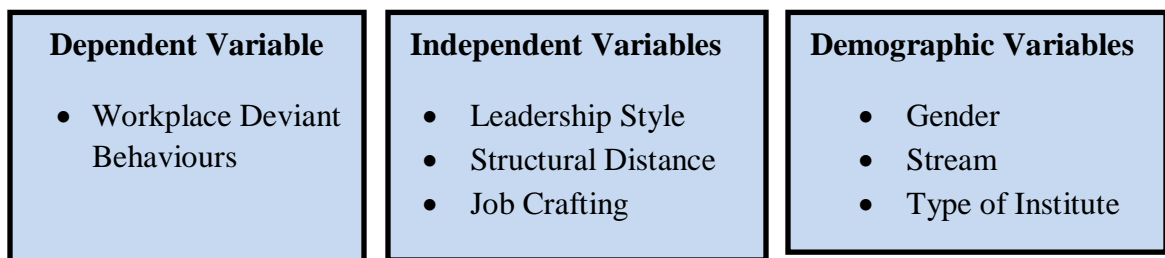 Dependent Variable
• Workplace Deviant
Behaviours
Independent Variables
• Leadership Style
• Structural Distance
• Job Crafting
Demographic Variables
• Gender
• Stream
• Type of Institute